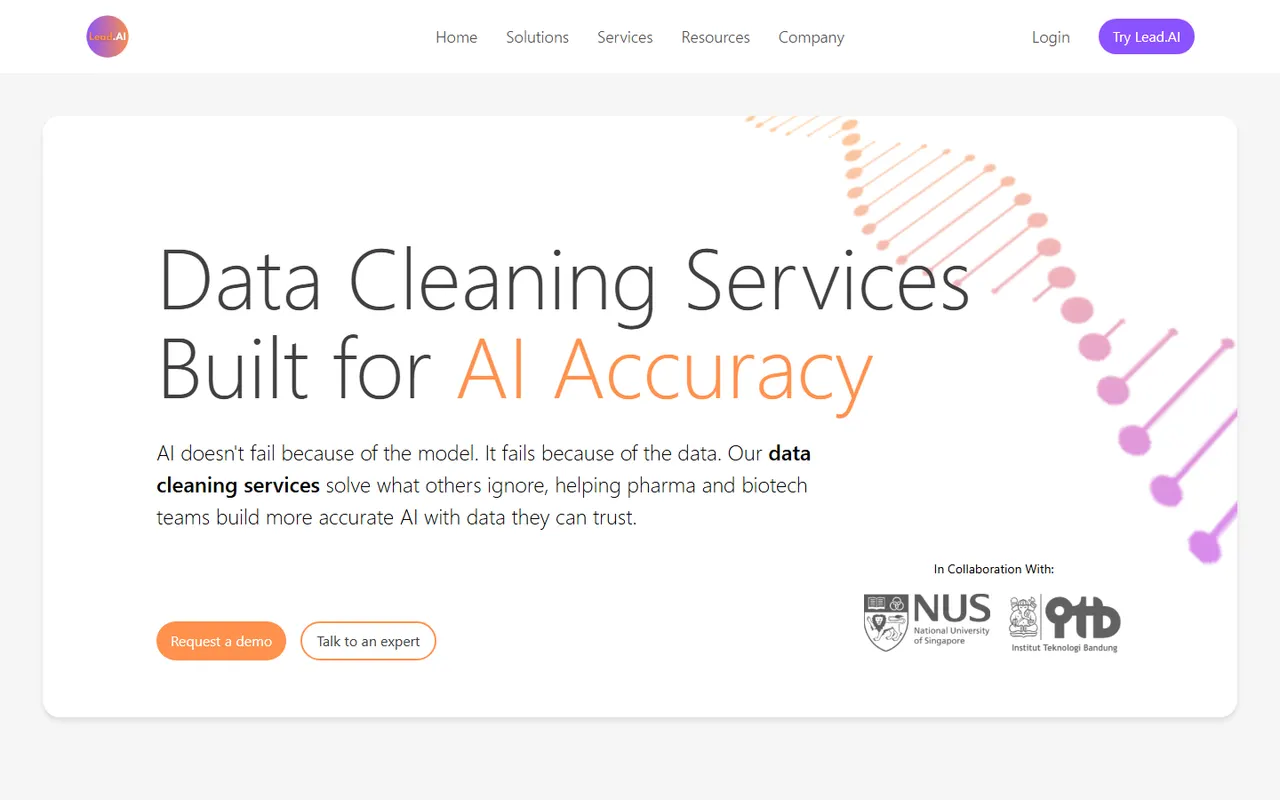 Lead.AI
Home
Solutions
Services
Resources
Company
Login
Try Lead.AI
Data Cleaning Services
Built for AI Accuracy
AI doesn't fail because of the model. It fails because of the data. Our data
cleaning services solve what others ignore, helping pharma and biotech
teams build more accurate AI with data they can trust.
Request a demo
Talk to an expert
In Collaboration With:
NUS
National University
of Singapore
itb
Institut Teknologi Bandung